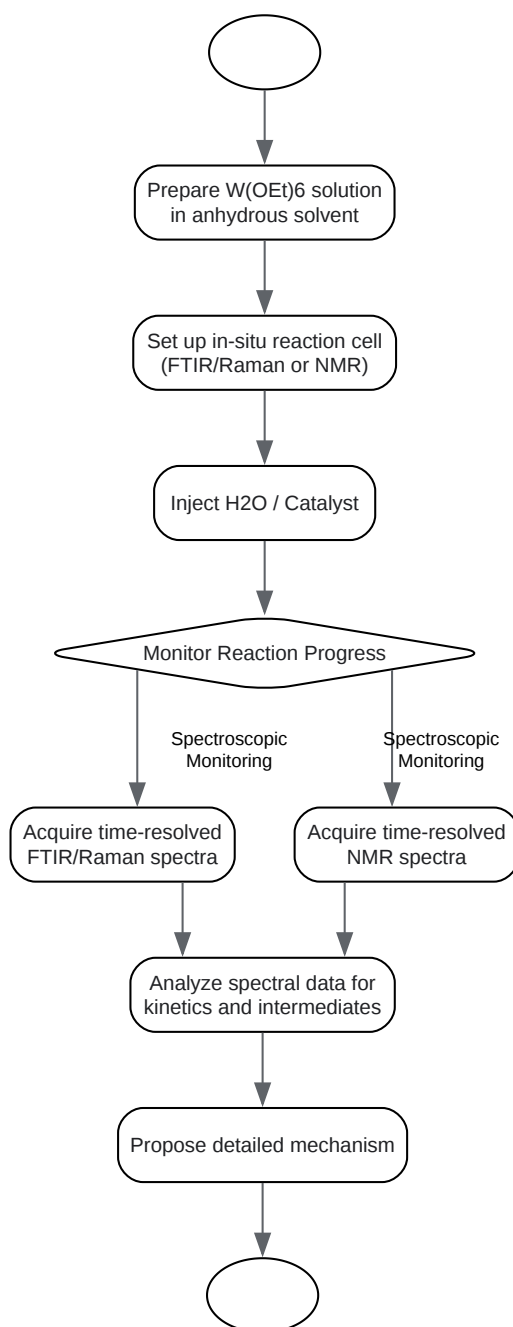 Prepare W(OEt)6 solution
in anhydrous solvent
Set up in-situ reaction cell
(FTIR/Raman or NMR)
Inject H2O / Catalyst
Monitor Reaction Progress
Spectroscopic
Monitoring
Spectroscopic
Monitoring
Acquire time-resolved
FTIR/Raman spectra
Acquire time-resolved
NMR spectra
Analyze spectral data for
kinetics and intermediates
Propose detailed mechanism